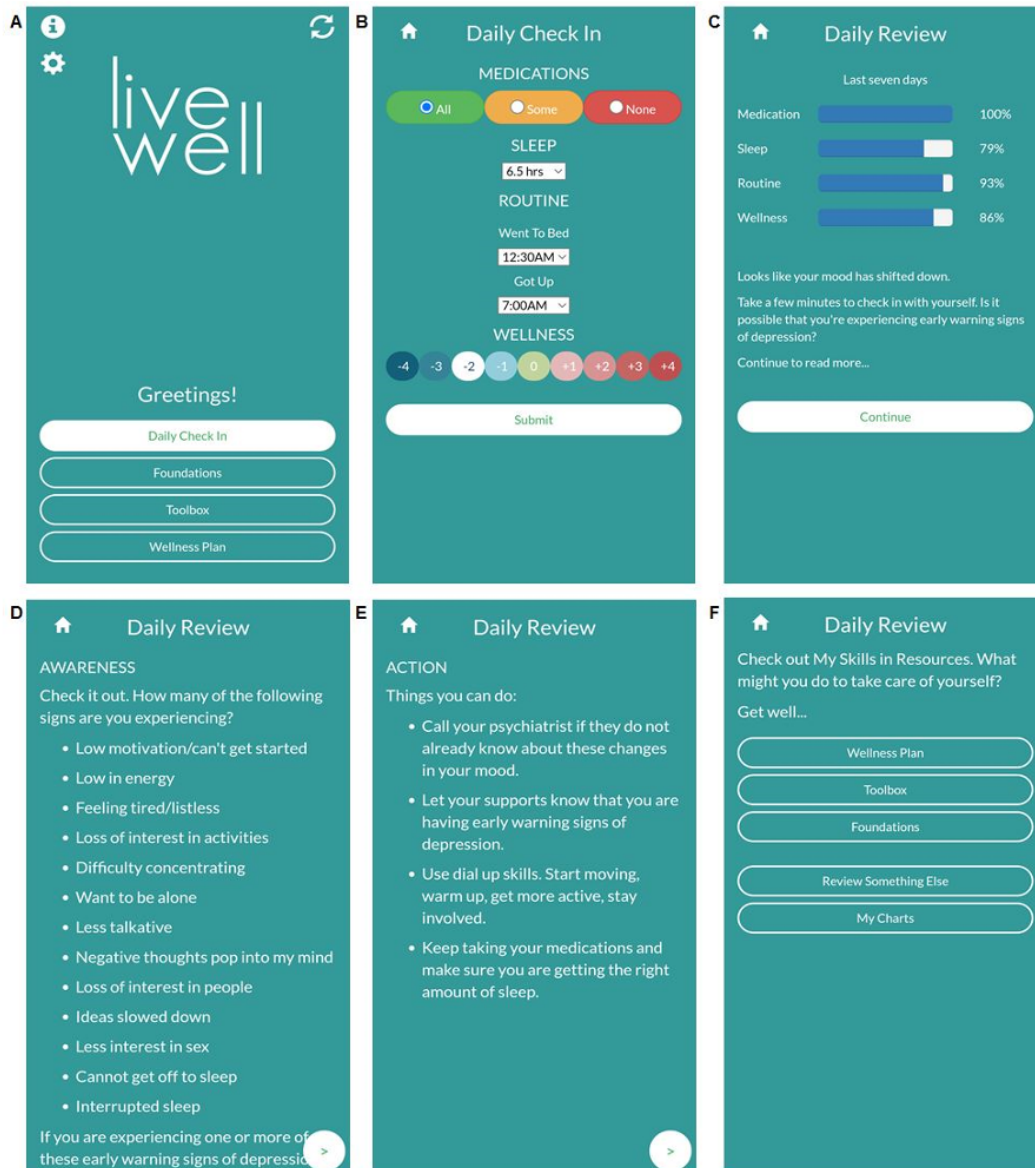 A
live
well
Greetings!
Daily Check In
Foundations
Toolbox
Wellness Plan
B
Daily Check In
MEDICATIONS
All Some None
SLEEP
6.5 hrs
ROUTINE
Went To Bed
12:30AM
Got Up
7:00AM
WELLNESS
-4 -3 -2 -1 0 +1 +2 +3 +4
Submit
C
Daily Review
Last seven days
Medication 100%
Sleep 79%
Routine 93%
Wellness 86%
Looks like your mood has shifted down.
Take a few minutes to check in with yourself. Is it
possible that you're experiencing early warning signs
of depression?
Continue to read more...
Continue
D
Daily Review
AWARENESS
Check it out. How many of the following
signs are you experiencing?
• Low motivation/can't get started
• Low in energy
• Feeling tired/listless
• Loss of interest in activities
• Difficulty concentrating
• Want to be alone
• Less talkative
• Negative thoughts pop into my mind
• Loss of interest in people
• Ideas slowed down
• Less interest in sex
• Cannot get off to sleep
• Interrupted sleep
If you are experiencing one or more of
these early warning signs of depressio
>
E
Daily Review
ACTION
Things you can do:
• Call your psychiatrist if they do not
already know about these changes
in your mood.
• Let your supports know that you are
having early warning signs of
depression.
• Use dial up skills. Start moving,
warm up, get more active, stay
involved.
• Keep taking your medications and
make sure you are getting the right
amount of sleep.
>
F
Daily Review
Check out My Skills in Resources. What
might you do to take care of yourself?
Get well...
Wellness Plan
Toolbox
Foundations
Review Something Else
My Charts